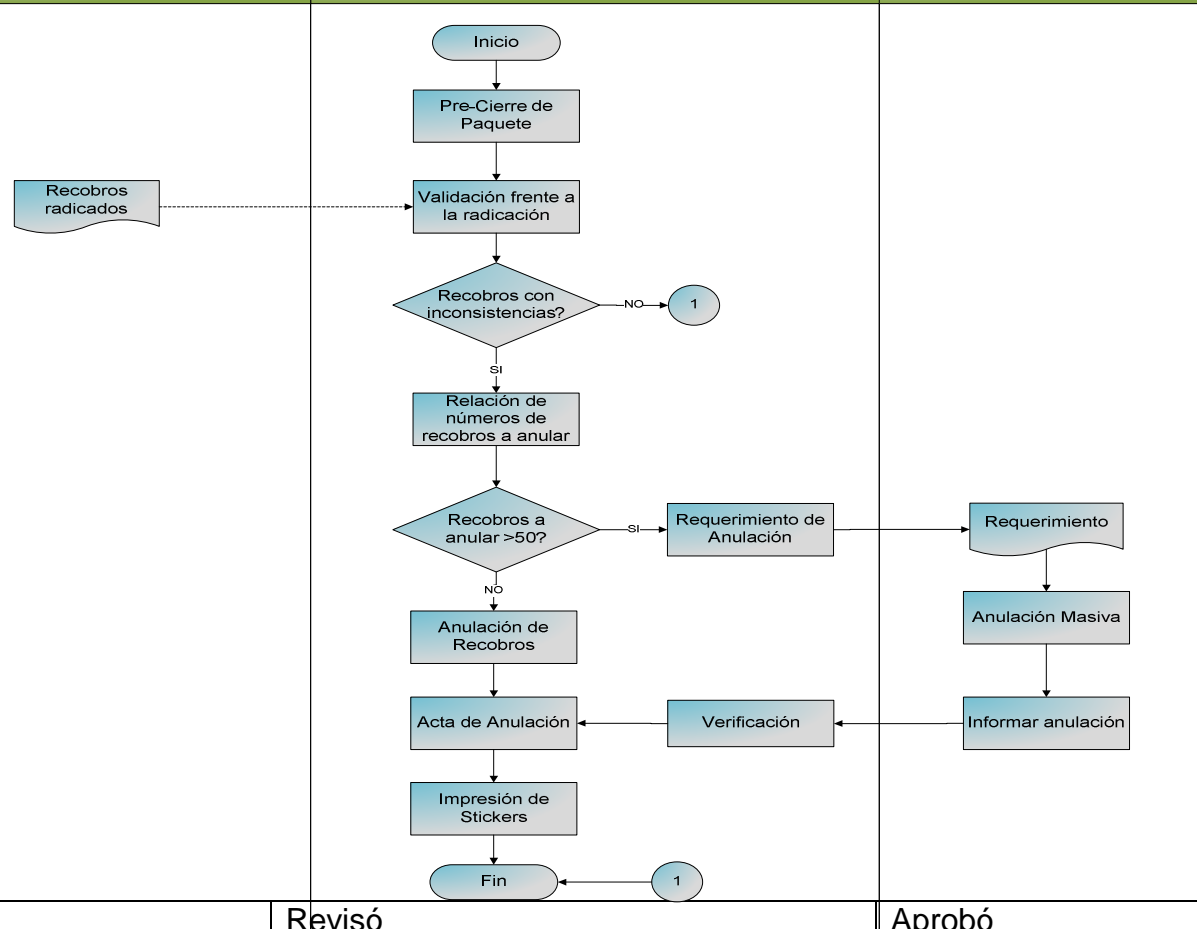 Inicio
Pre-Cierre de
Paquete
Recobros
radicados
Validación frente a
la radicación
Recobros con
inconsistencias?
NO
1
SI
Relación de
números de
recobros a anular
Recobros a
anular >50?
SI
Requerimiento de
Anulación
Requerimiento
NO
Anulación de
Recobros
Anulación Masiva
Acta de Anulación
Verificación
Informar anulación
Impresión de
Stickers
Fin
1
Revisó
Aprobó